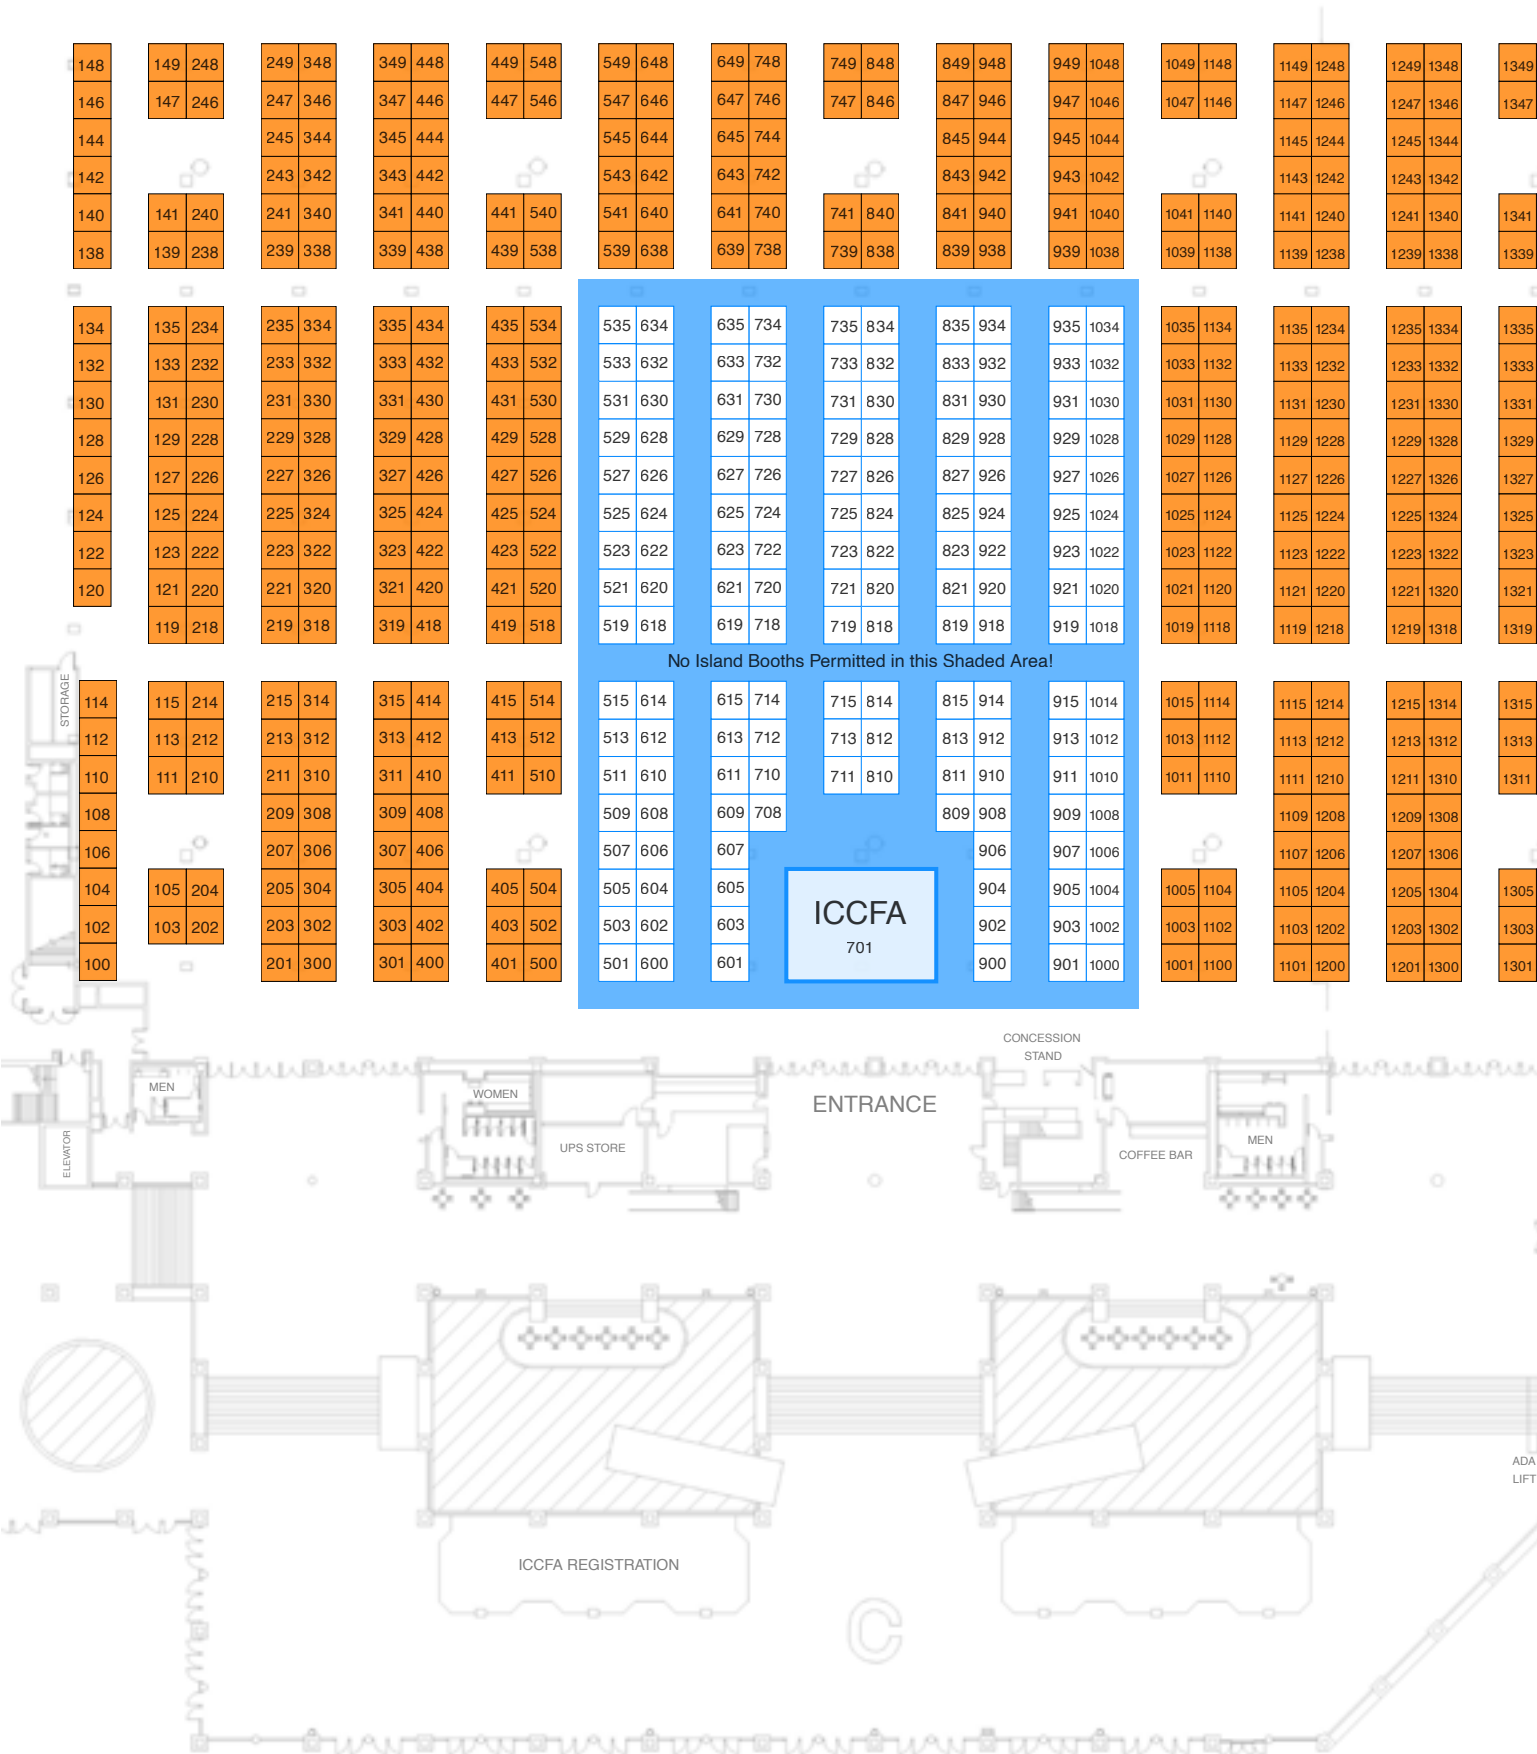 148 149 248 249 348 349 448 449 548 549 648 649 748 749 848 849 948 949 1048 1049 1148 1149 1248 1249 1348 1349
146 147 246 247 346 347 446 447 546 547 646 647 746 747 846 847 946 947 1046 1047 1146 1147 1246 1247 1346 1347
144 245 344 345 444 545 644 645 744 845 944 945 1044 1145 1244 1245 1344
142 243 342 343 442 543 642 643 742 843 942 943 1042 1143 1242 1243 1342
140 141 240 241 340 341 440 441 540 541 640 641 740 741 840 841 940 941 1040 1041 1140 1141 1240 1241 1340 1341
138 139 238 239 338 339 438 439 538 539 638 639 738 739 838 839 938 939 1038 1039 1138 1139 1238 1239 1338 1339
134 135 234 235 334 335 434 435 534 535 634 635 734 735 834 835 934 935 1034 1035 1134 1135 1234 1235 1334 1335
132 133 232 233 332 333 432 433 532 533 632 633 732 733 832 833 932 933 1032 1033 1132 1133 1232 1233 1332 1333
130 131 230 231 330 331 430 431 530 531 630 631 730 731 830 831 930 931 1030 1031 1130 1131 1230 1231 1330 1331
128 129 228 229 328 329 428 429 528 529 628 629 728 729 828 829 928 929 1028 1029 1128 1129 1228 1229 1328 1329
126 127 226 227 326 327 426 427 526 527 626 627 726 727 826 827 926 927 1026 1027 1126 1127 1226 1227 1326 1327
124 125 224 225 324 325 424 425 524 525 624 625 724 725 824 825 924 925 1024 1025 1124 1125 1224 1225 1324 1325
122 123 222 223 322 323 422 423 522 523 622 623 722 723 822 823 922 923 1022 1023 1122 1123 1222 1223 1322 1323
120 121 220 221 320 321 420 421 520 521 620 621 720 721 820 821 920 921 1020 1021 1120 1121 1220 1221 1320 1321
119 218 219 318 319 418 419 518 519 618 619 718 719 818 819 918 919 1018 1019 1118 1119 1218 1219 1318 1319
No Island Booths Permitted in this Shaded Area!
STORAGE
114 115 214 215 314 315 414 415 514 515 614 615 714 715 814 815 914 915 1014 1015 1114 1115 1214 1215 1314 1315
112 113 212 213 312 313 412 413 512 513 612 613 712 713 812 813 912 913 1012 1013 1112 1113 1212 1213 1312 1313
110 111 210 211 310 311 410 411 510 511 610 611 710 711 810 811 910 911 1010 1011 1110 1111 1210 1211 1310 1311
108 209 308 309 408 509 608 609 708 809 908 909 1008 1109 1208 1209 1308
106 207 306 307 406 507 606 607 906 907 1006 1107 1206 1207 1306
104 105 204 205 304 305 404 405 504 505 604 605 904 905 1004 1005 1104 1105 1204 1205 1304 1305
102 103 202 203 302 303 402 403 502 503 602 603 ICCFA 902 903 1002 1003 1102 1103 1202 1203 1302 1303
701
100 201 300 301 400 401 500 501 600 601 900 901 1000 1001 1100 1101 1200 1201 1300 1301
CONCESSION
STAND
MEN
WOMEN
ENTRANCE
ELEVATOR
UPS STORE
COFFEE BAR
MEN
ADA
LIFT
ICCFA REGISTRATION
C